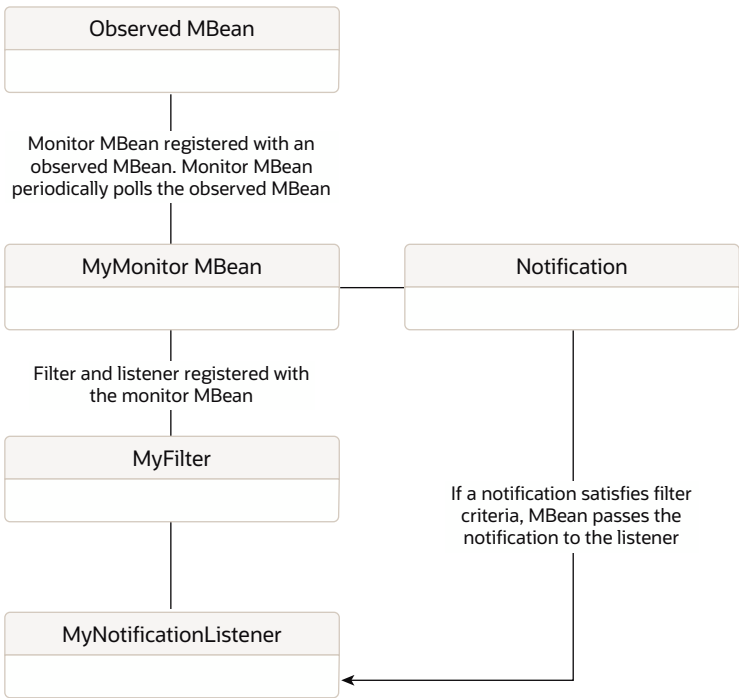 Observed MBean
Monitor MBean registered with an
observed MBean. Monitor MBean
periodically polls the observed MBean
MyMonitor MBean
Notification
Filter and listener registered with
the monitor MBean
MyFilter
If a notification satisfies filter
criteria, MBean passes the
notification to the listener
MyNotificationListener